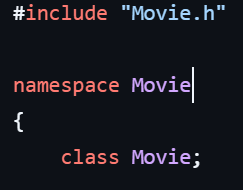 #include "Movie.h"
namespace Movie
{
class Movie;